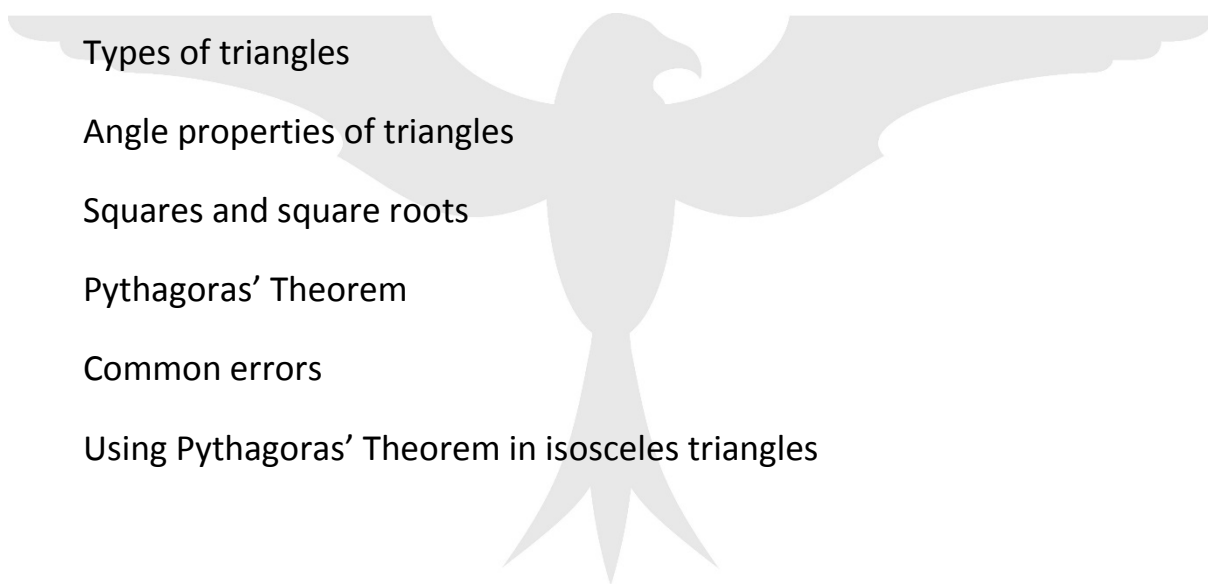 Types of triangles
Angle properties of triangles
Squares and square roots
Pythagoras’ Theorem
Common errors
Using Pythagoras’ Theorem in isosceles triangles